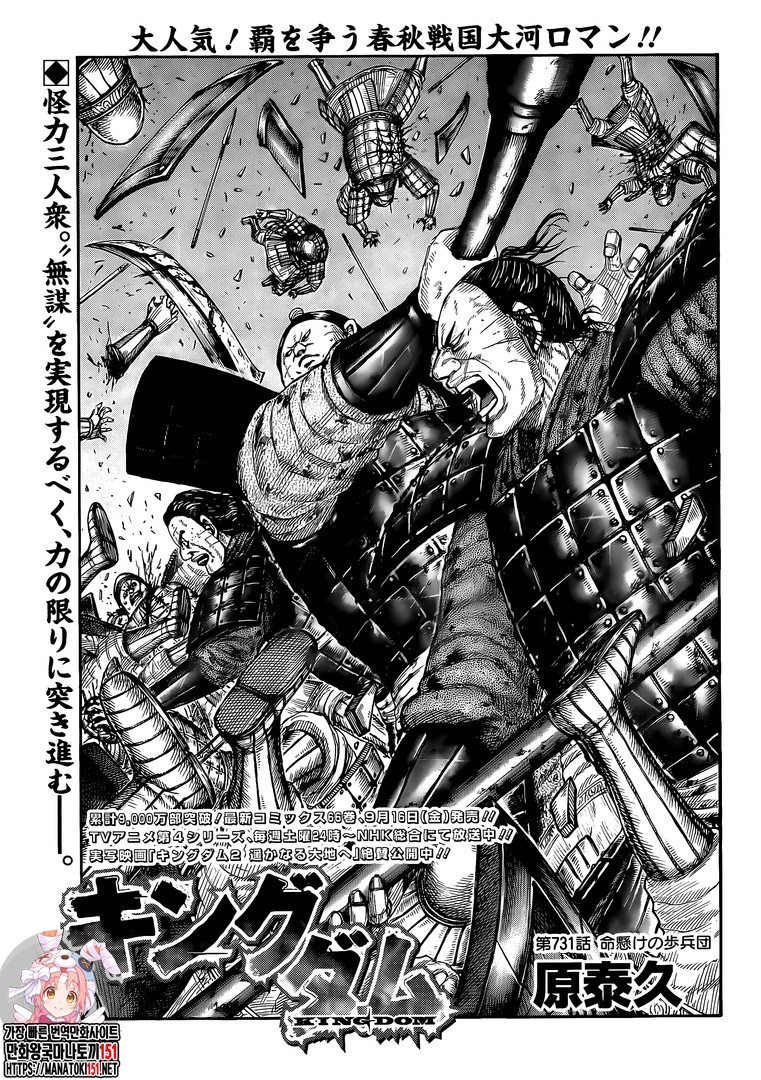 大人気!覇を争う春秋戦国大河ロマン!!
◆怪力三人衆。〝無謀〟を実現するべく、力の限りに突き進む――。
累計9,000万部突破!最新コミックス66巻、9月16日(金)発売!!
TVアニメ第4シリーズ、毎週土曜24時~NHK総合にて放送中!!
実写映画「キングダム2 遥かなる大地へ」絶賛公開中!!
キングダム
KINGDOM
第731話 命懸けの歩兵団
原泰久
가장 빠른 번역만화사이트
만화왕국마나토끼151
HTTPS://MANATOKI151.NET